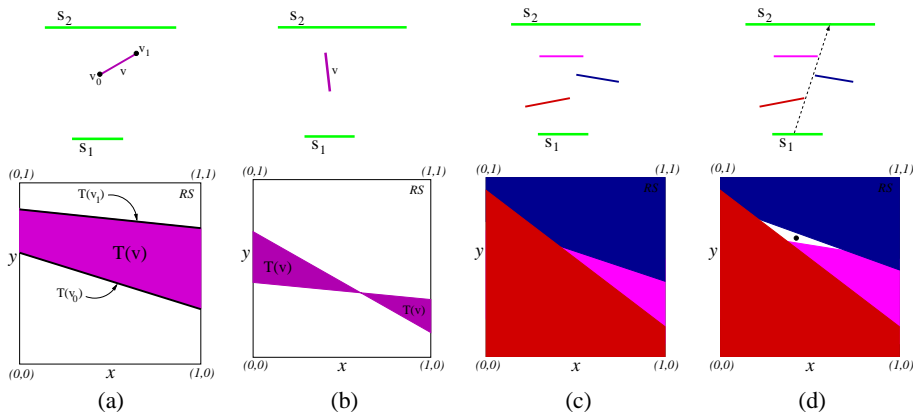 s2
v1
v0
v
s1
(0,1)
(1,1)
RS
T(v1)
T(v)
y
T(v0)
(0,0)
x
(1,0)
(a)
s2
v
s1
(0,1)
(1,1)
RS
y
T(v)
T(v)
(0,0)
x
(1,0)
(b)
s2
s1
(0,1)
(1,1)
RS
y
(0,0)
x
(1,0)
(c)
s2
s1
(0,1)
(1,1)
RS
y
(0,0)
x
(1,0)
(d)